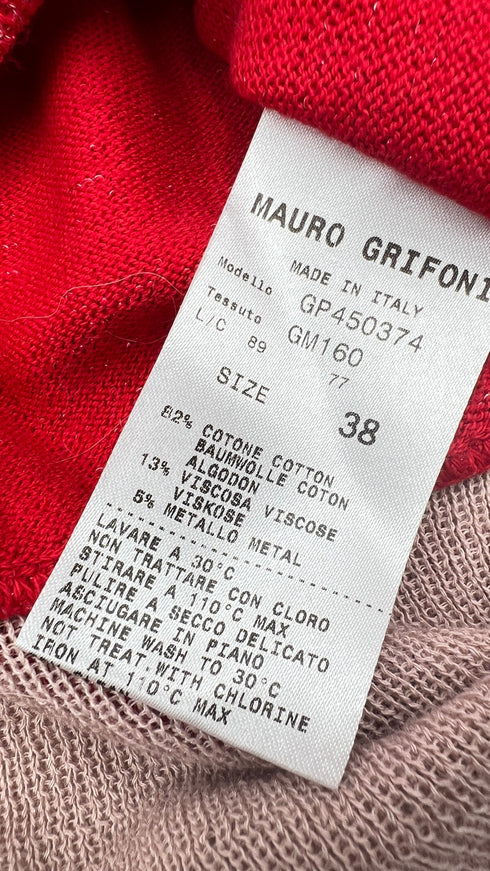 MAURO GRIFONI
MADE IN ITALY
Modello GP450374
Tessuto GM160
L/C 89 77
SIZE 38
82% COTONE COTTON
BAUMWOLLE COTON
ALGODON
13% VISCOSA VISCOSE
VISKOSE
5% METALLO METAL
LAVARE A 30°C
NON TRATTARE CON CLORO
STIRARE A 110°C MAX
PULIRE A SECCO DELICATO
ASCIUGARE IN PIANO
MACHINE WASH TO 30°C
NOT TREAT WITH CHLORINE
IRON AT 110°C MAX